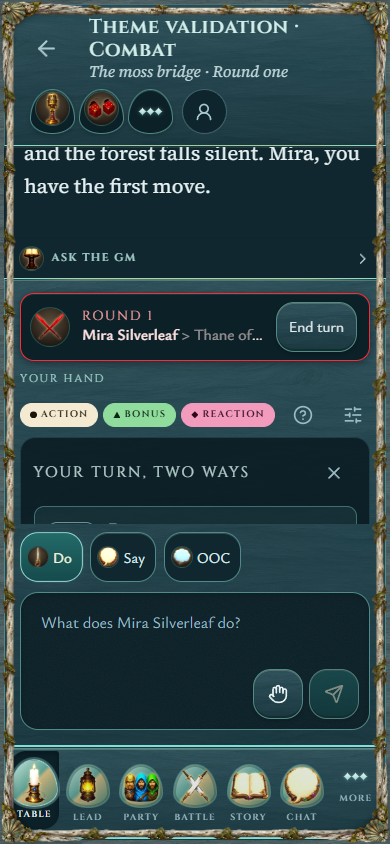 THEME VALIDATION ·
COMBAT
The moss bridge · Round one
and the forest falls silent. Mira, you
have the first move.
ASK THE GM
ROUND 1
Mira Silverleaf > Thane of...
End turn
YOUR HAND
ACTION
BONUS
REACTION
YOUR TURN, TWO WAYS
Do
Say
OOC
What does Mira Silverleaf do?
TABLE
LEAD
PARTY
BATTLE
STORY
CHAT
MORE